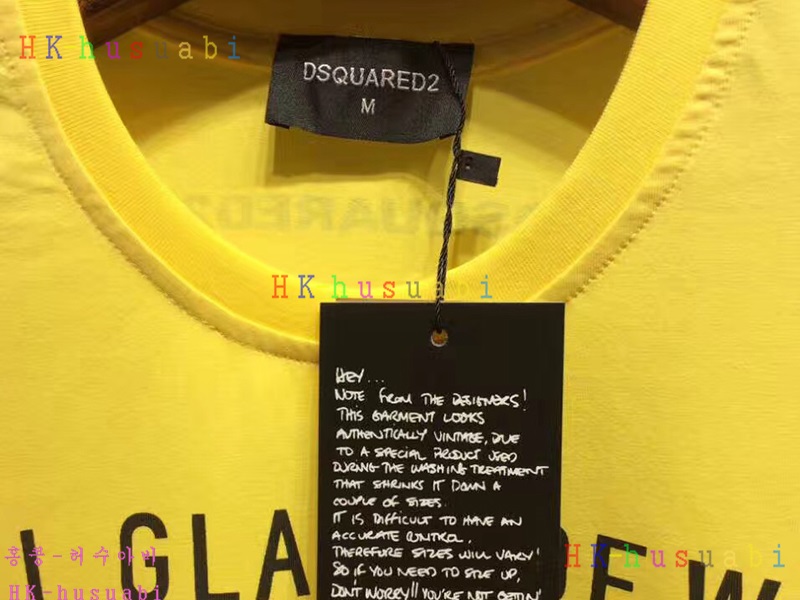 HK husuabi
DSQUARED2
M
DSQUARED2
HK husuabi
HEY...
NOTE FROM THE DESIGNERS!
THIS GARMENT LOOKS
AUTHENTICALLY VINTAGE, DUE
TO A SPECIAL PRODUCT USED
DURING THE WASHING TREATMENT
THAT SHRINKS IT DOWN A
COUPLE OF SIZES.
IT IS DIFFICULT TO HAVE AN
ACCURATE CONTROL.
THEREFORE SIZES WILL VARY!
SO IF YOU NEED TO SIZE UP,
DON'T WORRY!! YOU'RE NOT GETTIN'
GLA
홍콩-허수아비
HK-husuabi
HK-husuabi